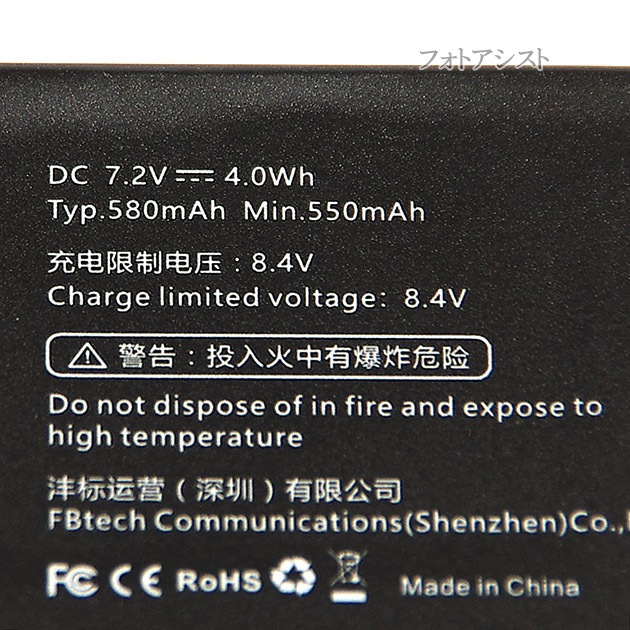 フォトアシスト
DC 7.2V ⎓ 4.0Wh
Typ.580mAh Min.550mAh
充电限制电压：8.4V
Charge limited voltage: 8.4V
⚠ 警告：投入火中有爆炸危险
Do not dispose of in fire and expose to
high temperature
沣标运营（深圳）有限公司
FBtech Communications(Shenzhen)Co.,
FC CE RoHS Made in China